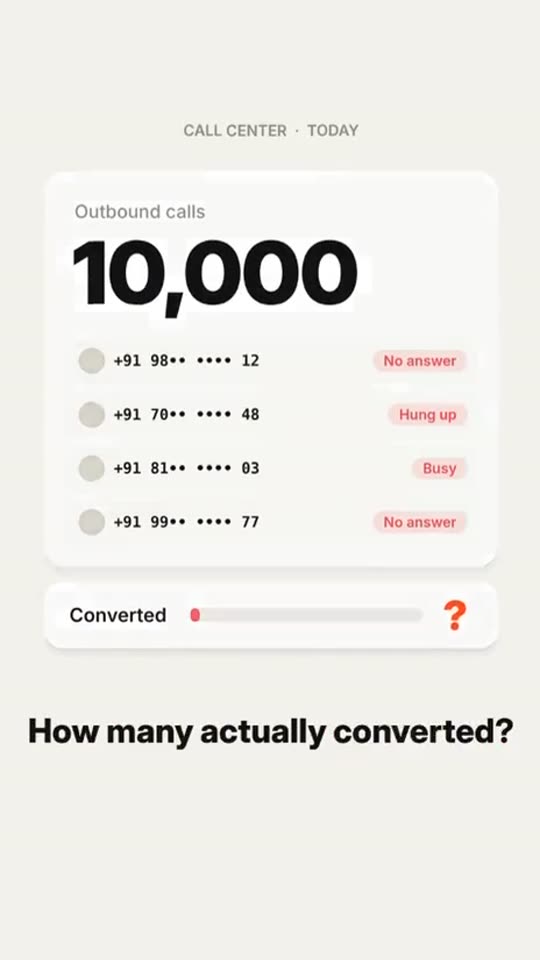 CALL CENTER · TODAY
Outbound calls
10,000
+91 98•• •••• 12 No answer
+91 70•• •••• 48 Hung up
+91 81•• •••• 03 Busy
+91 99•• •••• 77 No answer
Converted ?
How many actually converted?